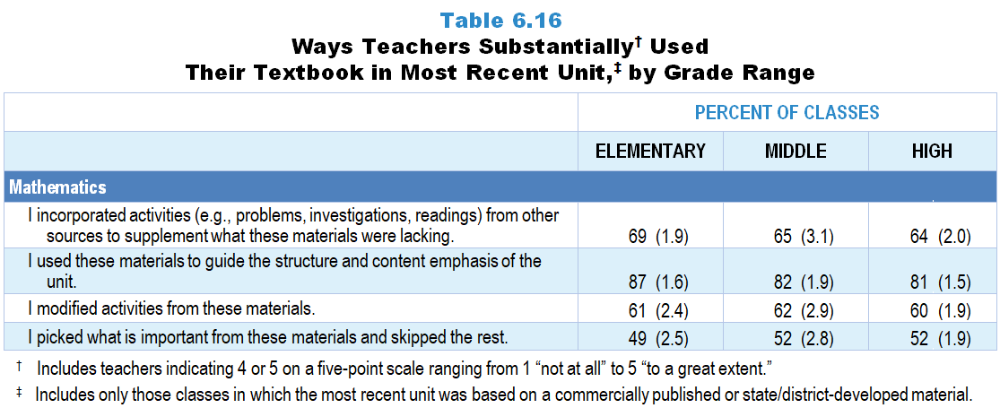 Table 6.16
Ways Teachers Substantially† Used
Their Textbook in Most Recent Unit,‡ by Grade Range
PERCENT OF CLASSES
ELEMENTARY MIDDLE HIGH
Mathematics
I incorporated activities (e.g., problems, investigations, readings) from other
sources to supplement what these materials were lacking. 69 (1.9) 65 (3.1) 64 (2.0)
I used these materials to guide the structure and content emphasis of the
unit. 87 (1.6) 82 (1.9) 81 (1.5)
I modified activities from these materials. 61 (2.4) 62 (2.9) 60 (1.9)
I picked what is important from these materials and skipped the rest. 49 (2.5) 52 (2.8) 52 (1.9)
† Includes teachers indicating 4 or 5 on a five-point scale ranging from 1 “not at all” to 5 “to a great extent.”
‡ Includes only those classes in which the most recent unit was based on a commercially published or state/district-developed material.